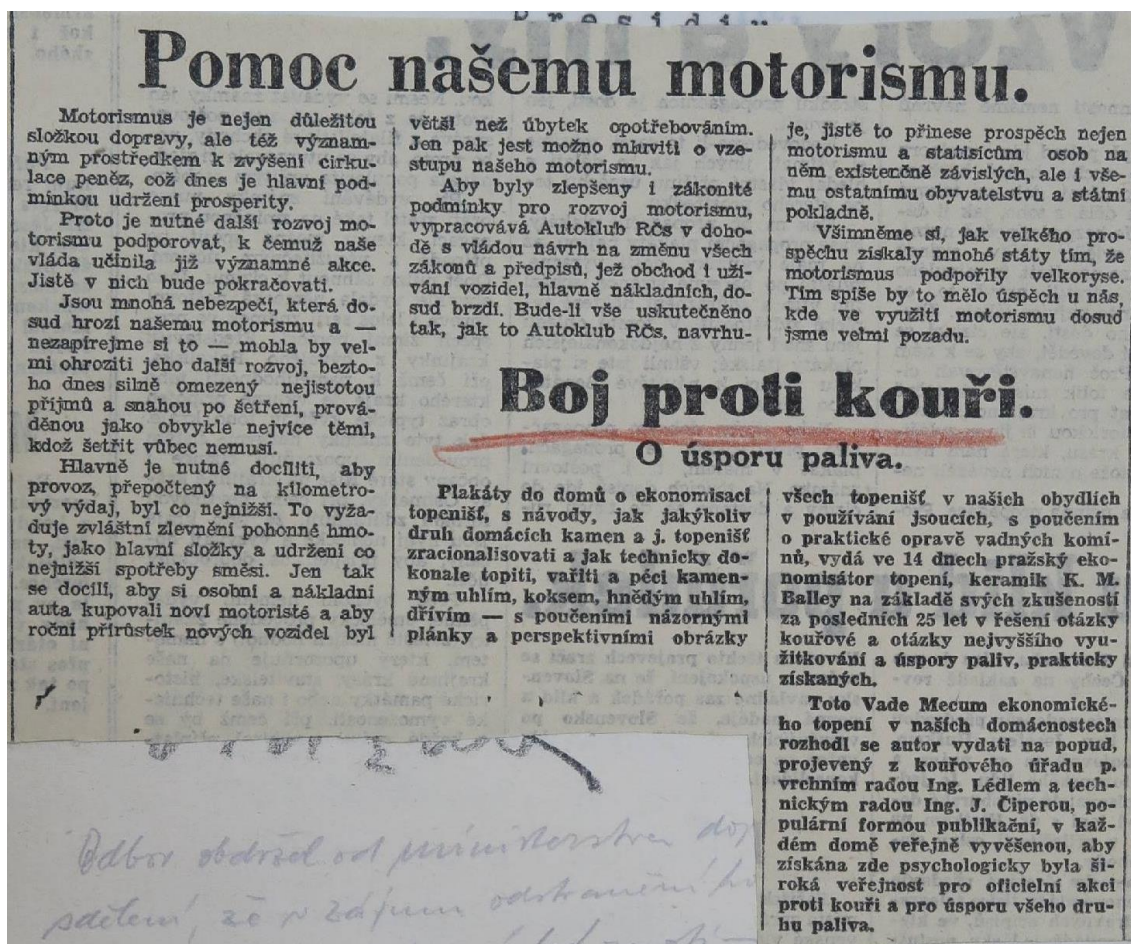 Pomoc našemu motorismu.
Motorismus je nejen důležitou
složkou dopravy, ale též význam-
ným prostředkem k zvýšení cirku-
lace peněz, což dnes je hlavní pod-
mínkou udržení prosperity.
Proto je nutné další rozvoj mo-
torismu podporovat, k čemuž naše
vláda učinila již významné akce.
Jistě v nich bude pokračovati.
Jsou mnohá nebezpečí, která do-
sud hrozí našemu motorismu a —
nezapírejme si to — mohla by vel-
mi ohroziti jeho další rozvoj, bezto-
ho dnes silně omezený nejistotou
příjmů a snahou po šetření, prová-
děnou jako obvykle nejvíce těmi,
kdož šetřit vůbec nemusí.
Hlavně je nutné docíliti, aby
provoz, přepočtený na kilometro-
vý výdaj, byl co nejnižší. To vyža-
duje zvláštní zlevnění pohonné hmo-
ty, jako hlavní složky a udržení co
nejnižší spotřeby směsi. Jen tak
se docílí, aby si osobní a nákladní
auta kupovali noví motoristé a aby
roční přírůstek nových vozidel byl
větší než úbytek opotřebováním.
Jen pak jest možno mluviti o vze-
stupu našeho motorismu.
Aby byly zlepšeny i zákonité
podmínky pro rozvoj motorismu,
vypracovává Autoklub RČs v doho-
dě s vládou návrh na změnu všech
zákonů a předpisů, jež obchod i uží-
vání vozidel, hlavně nákladních, do-
sud brzdí. Bude-li vše uskutečněno
tak, jak to Autoklub RČs. navrhu-
je, jistě to přinese prospěch nejen
motorismu a statisícům osob na
něm existenčně závislých, ale i vše-
mu ostatnímu obyvatelstvu a státní
pokladně.
Všimněme si, jak velkého pro-
spěchu získaly mnohé státy tím, že
motorismus podpořily velkoryse.
Tím spíše by to mělo úspěch u nás,
kde ve využití motorismu dosud
jsme velmi pozadu.
Boj proti kouři.
O úsporu paliva.
Plakáty do domů o ekonomisaci
topenišť, s návody, jak jakýkoliv
druh domácích kamen a j. topenišť
zracionalisovati a jak technicky do-
konale topiti, vařiti a péci kamen-
ným uhlím, koksem, hnědým uhlím,
dřívím — s poučeními názornými
plánky a perspektivními obrázky
všech topenišť v našich obydlích
v používání jsoucích, s poučením
o praktické opravě vadných komí-
nů, vydá ve 14 dnech pražský eko-
nomisátor topení, keramik K. M.
Balley na základě svých zkušeností
za posledních 25 let v řešení otázky
kouřové a otázky nejvyššího vyu-
žitkování a úspory paliv, prakticky
získaných.
Toto Vade Mecum ekonomické-
ho topení v našich domácnostech
rozhodl se autor vydati na popud,
projevený z kouřového úřadu p.
vrchním radou Ing. Lédlem a tech-
nickým radou Ing. J. Čiperou, po-
pulární formou publikační, v kaž-
dém domě veřejně vyvěšenou, aby
získána zde psychologicky byla ši-
roká veřejnost pro oficielní akci
proti kouři a pro úsporu všeho dru-
hu paliva.
Odbor obdržel od ministerstva
sdělení, že v zájmu odstranění